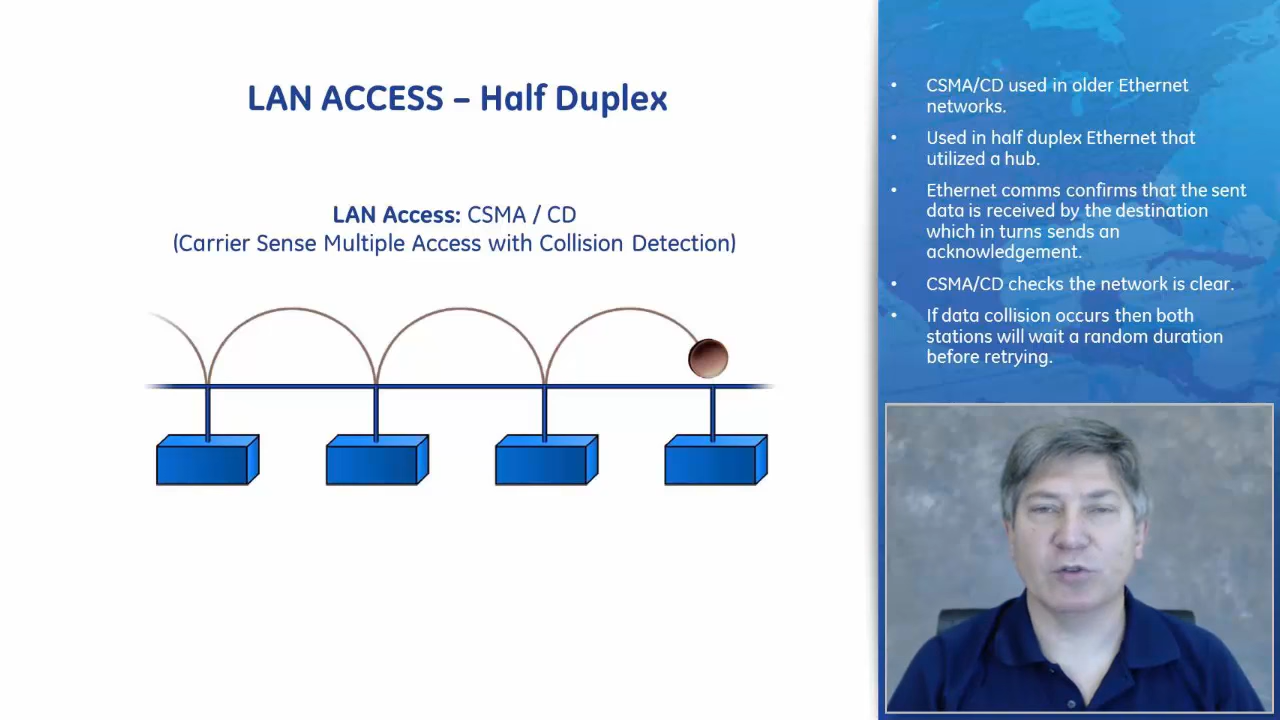 LAN ACCESS – Half Duplex
LAN Access: CSMA / CD
(Carrier Sense Multiple Access with Collision Detection)
• CSMA/CD used in older Ethernet
networks.
• Used in half duplex Ethernet that
utilized a hub.
• Ethernet comms confirms that the sent
data is received by the destination
which in turns sends an
acknowledgement.
• CSMA/CD checks the network is clear.
• If data collision occurs then both
stations will wait a random duration
before retrying.